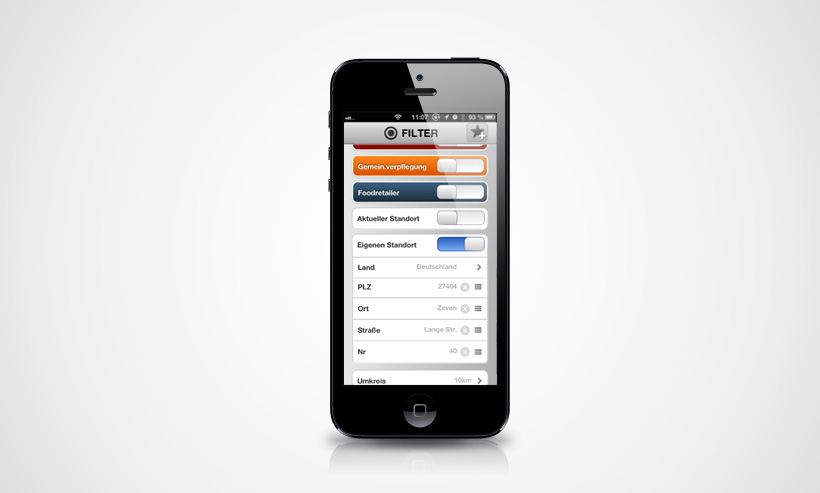 11:07 93 %
FILTER
Gemein.verpflegung
Foodretailer
Aktueller Standort
Eigenen Standort
Land Deutschland
PLZ 27404
Ort Zeven
Straße Lange Str.
Nr 40
Umkreis 10km